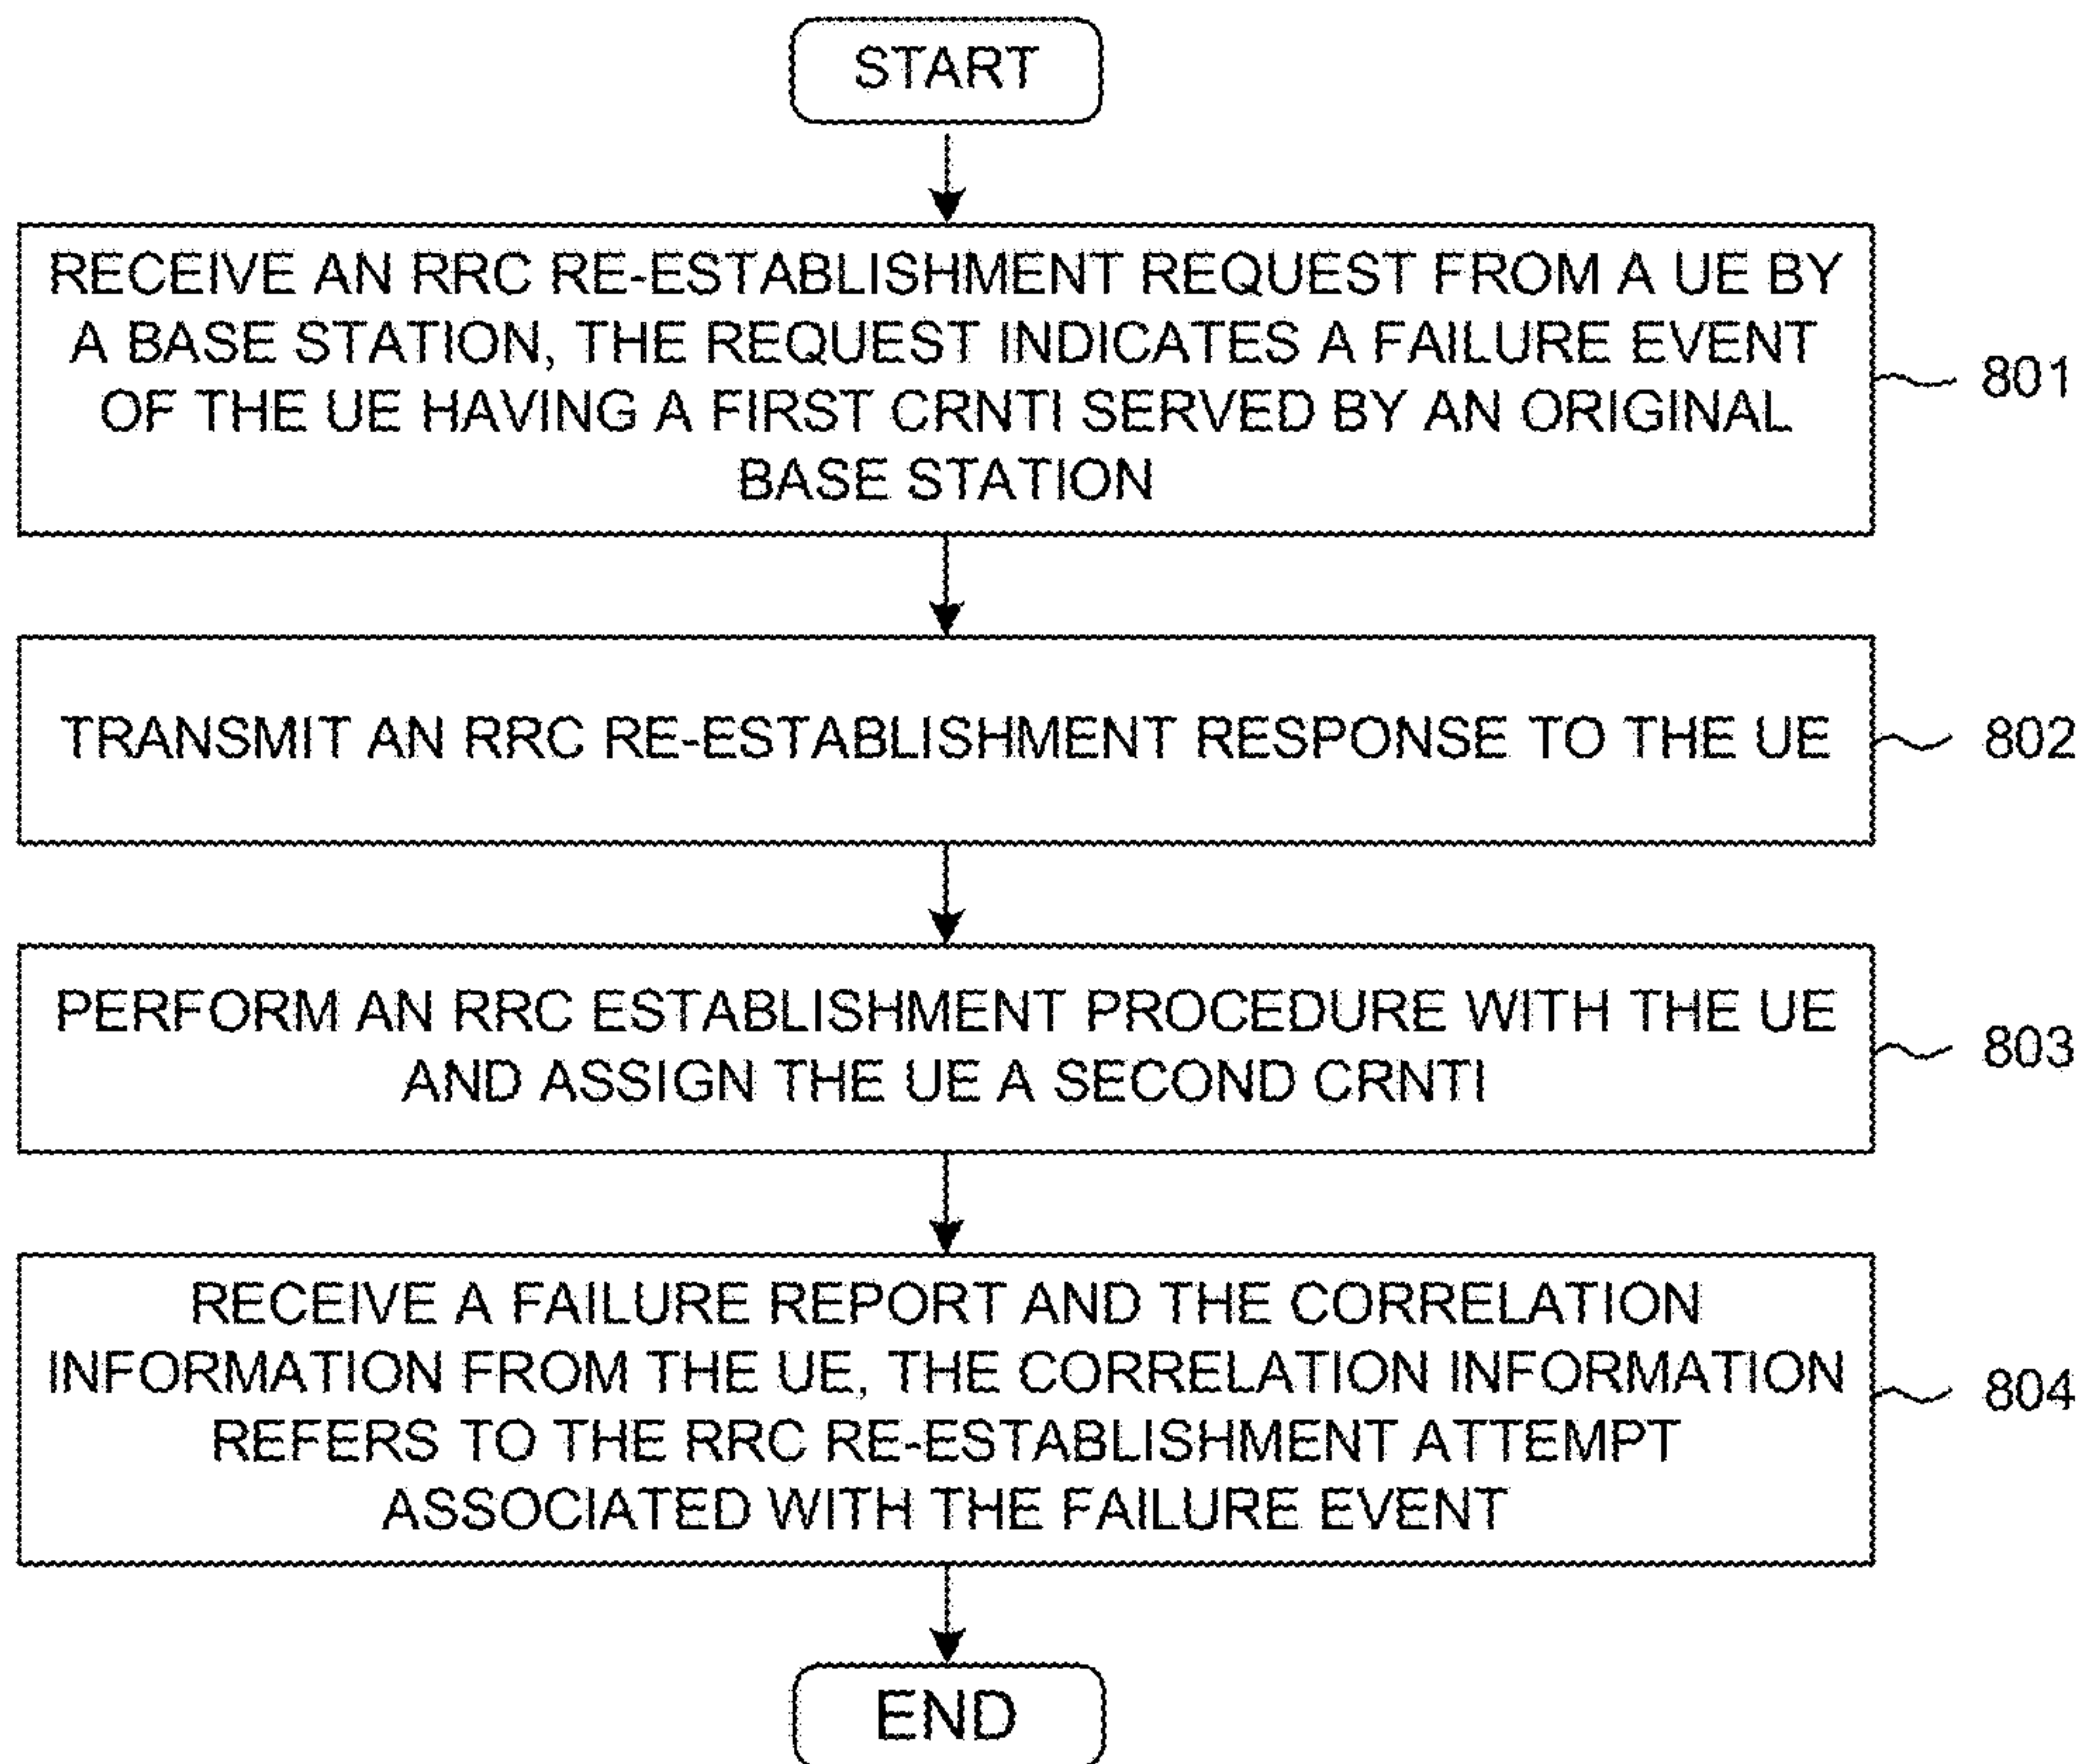 START
RECEIVE AN RRC RE-ESTABLISHMENT REQUEST FROM A UE BY
A BASE STATION, THE REQUEST INDICATES A FAILURE EVENT
OF THE UE HAVING A FIRST CRNTI SERVED BY AN ORIGINAL
BASE STATION
801
TRANSMIT AN RRC RE-ESTABLISHMENT RESPONSE TO THE UE
802
PERFORM AN RRC ESTABLISHMENT PROCEDURE WITH THE UE
AND ASSIGN THE UE A SECOND CRNTI
803
RECEIVE A FAILURE REPORT AND THE CORRELATION
INFORMATION FROM THE UE, THE CORRELATION INFORMATION
REFERS TO THE RRC RE-ESTABLISHMENT ATTEMPT
ASSOCIATED WITH THE FAILURE EVENT
804
END